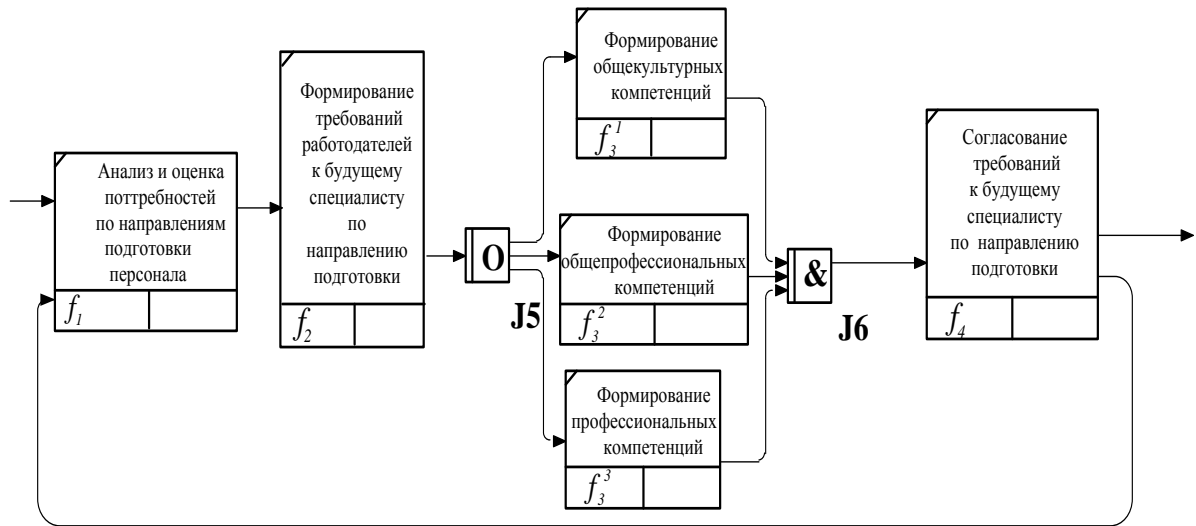 Анализ и оценка
поттребностей
по направлениям
подготовки
персонала
f1
Формирование
требований
работодателей
к будущему
специалисту
по
направлению
подготовки
f2
O
J5
Формирование
общекультурных
компетенций
f3^1
Формирование
общепрофессиональных
компетенций
f3^2
Формирование
профессиональных
компетенций
f3^3
&
J6
Согласование
требований
к будущему
специалисту
по направлению
подготовки
f4